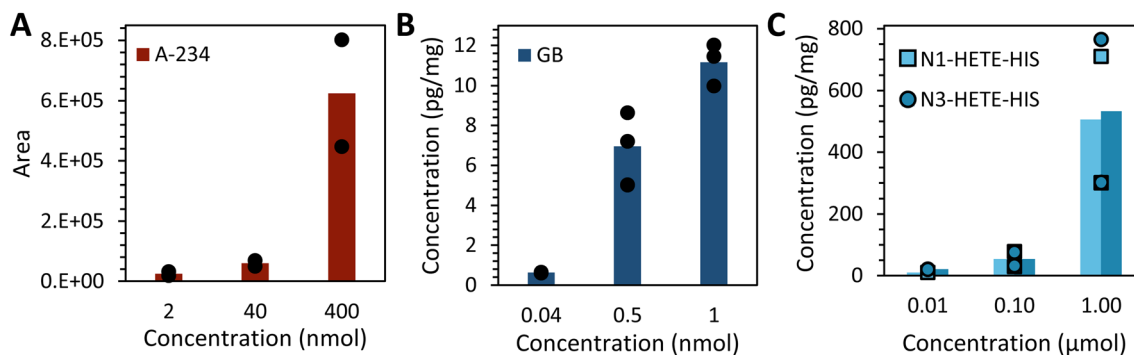 A
8.E+05
6.E+05
4.E+05
2.E+05
0.E+00
Area
A-234
2 40 400
Concentration (nmol)
B
12
10
8
6
4
2
0
Concentration (pg/mg)
GB
0.04 0.5 1
Concentration (nmol)
C
800
600
400
200
0
Concentration (pg/mg)
N1-HETE-HIS
N3-HETE-HIS
0.01 0.10 1.00
Concentration (µmol)